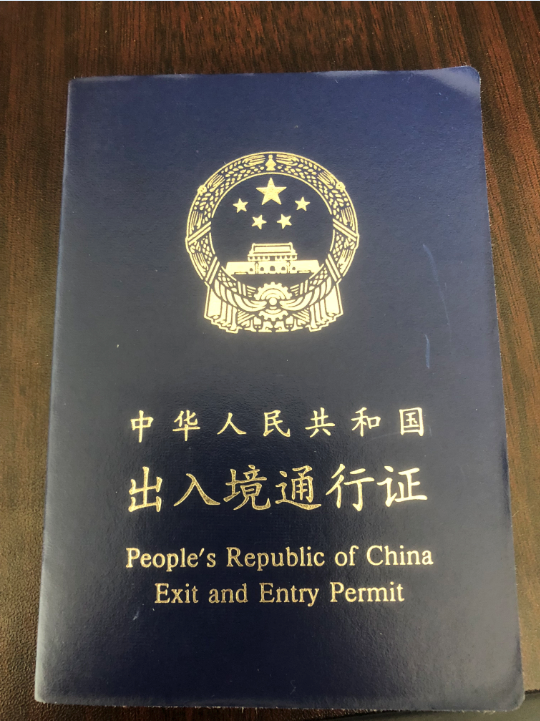 中华人民共和国
出入境通行证
People's Republic of China
Exit and Entry Permit